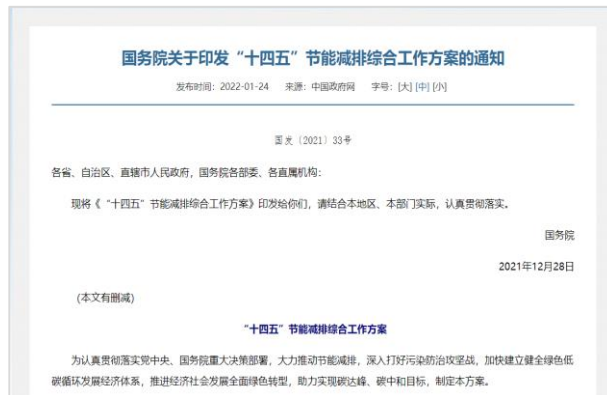 国务院关于印发“十四五”节能减排综合工作方案的通知
发布时间：2022-01-24 来源：中国政府网 字号：[大] [中] [小]
国发〔2021〕33号
各省、自治区、直辖市人民政府，国务院各部委、各直属机构：
现将《“十四五”节能减排综合工作方案》印发给你们，请结合本地区、本部门实际，认真贯彻落实。
国务院
2021年12月28日
（本文有删减）
“十四五”节能减排综合工作方案
为认真贯彻落实党中央、国务院重大决策部署，大力推动节能减排，深入打好污染防治攻坚战，加快建立健全绿色低
碳循环发展经济体系，推进经济社会发展全面绿色转型，助力实现碳达峰、碳中和目标，制定本方案。